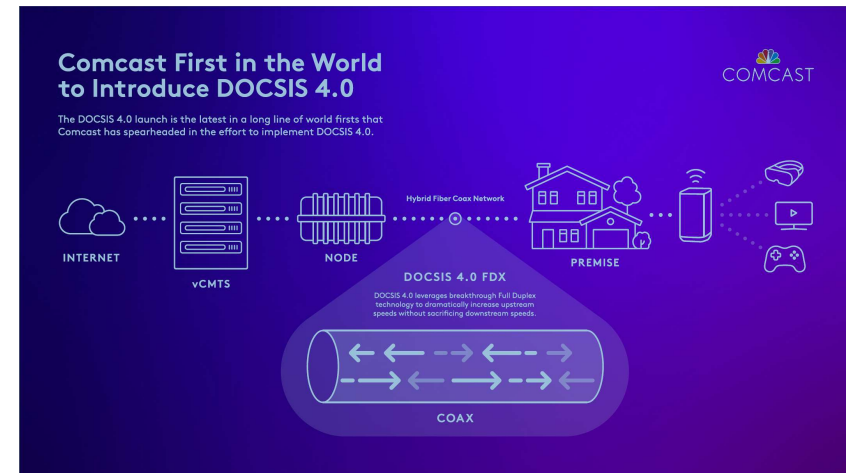 Comcast First in the World
to Introduce DOCSIS 4.0
COMCAST
The DOCSIS 4.0 launch is the latest in a long line of world firsts that
Comcast has spearheaded in the effort to implement DOCSIS 4.0.
Hybrid Fiber Coax Network
INTERNET
vCMTS
NODE
PREMISE
DOCSIS 4.0 FDX
DOCSIS 4.0 leverages breakthrough Full Duplex
technology to dramatically increase upstream
speeds without sacrificing downstream speeds.
COAX